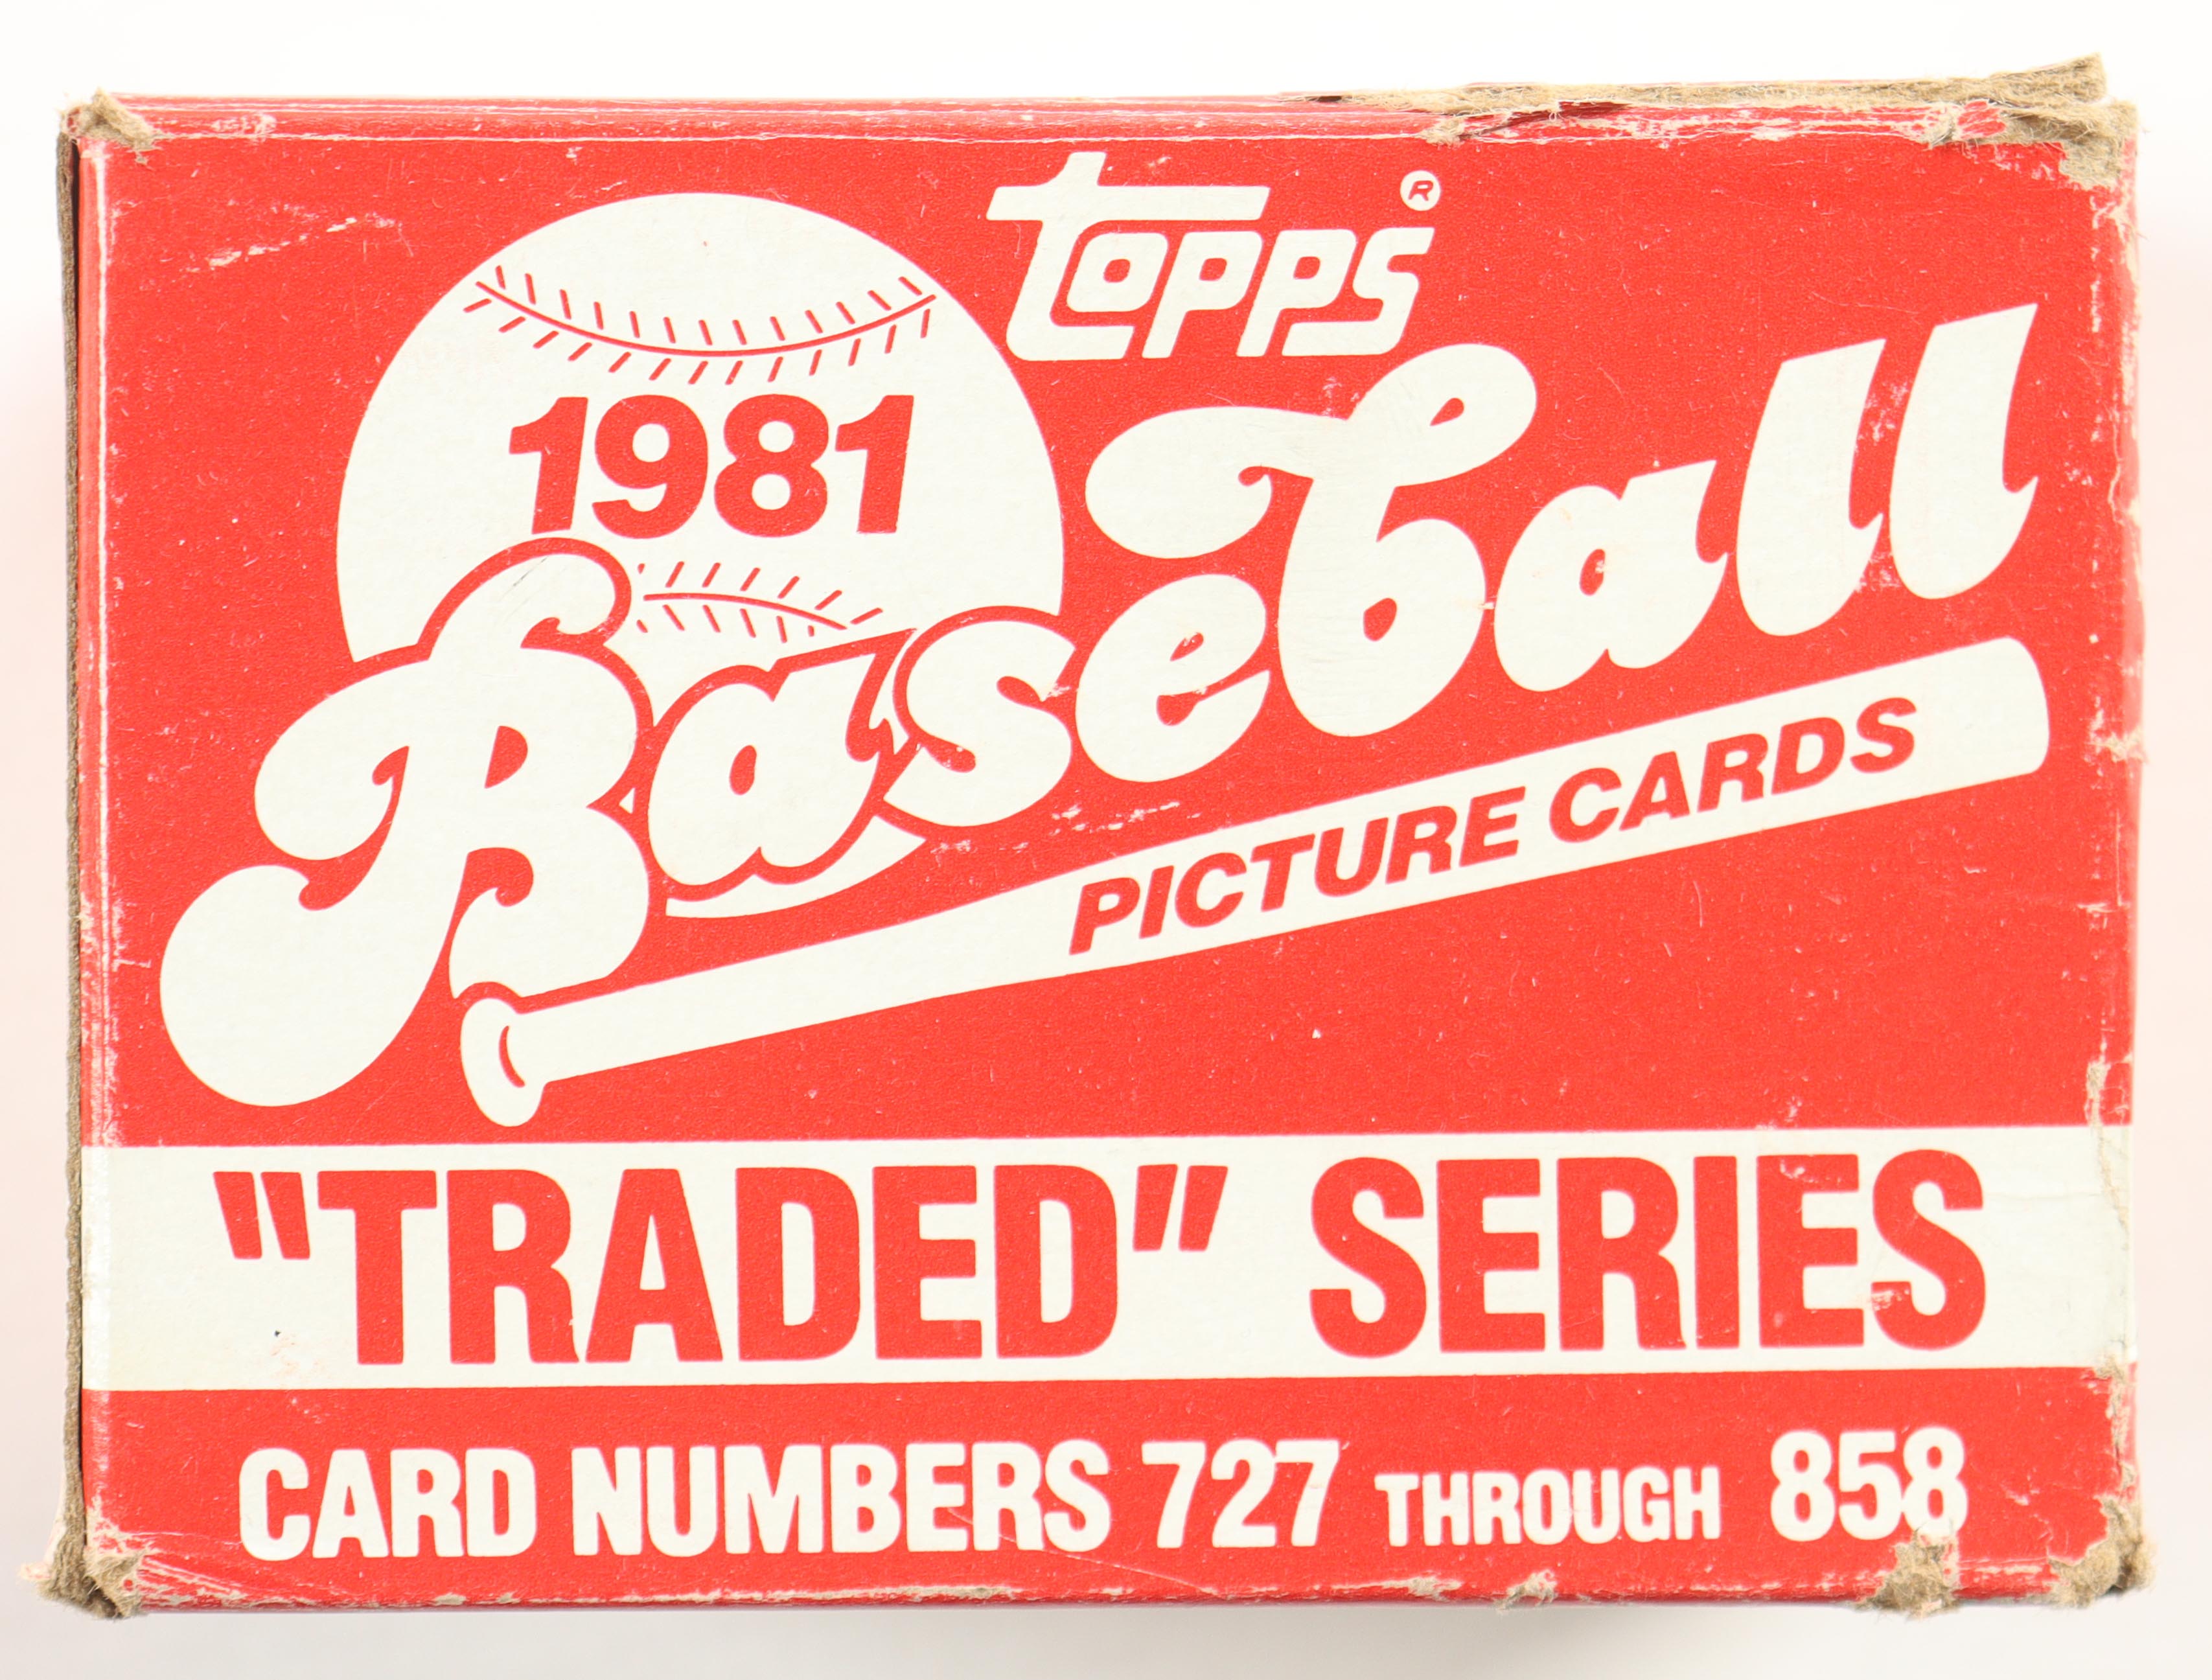 topps®
1981
Baseball
PICTURE CARDS
"TRADED" SERIES
CARD NUMBERS 727 THROUGH 858